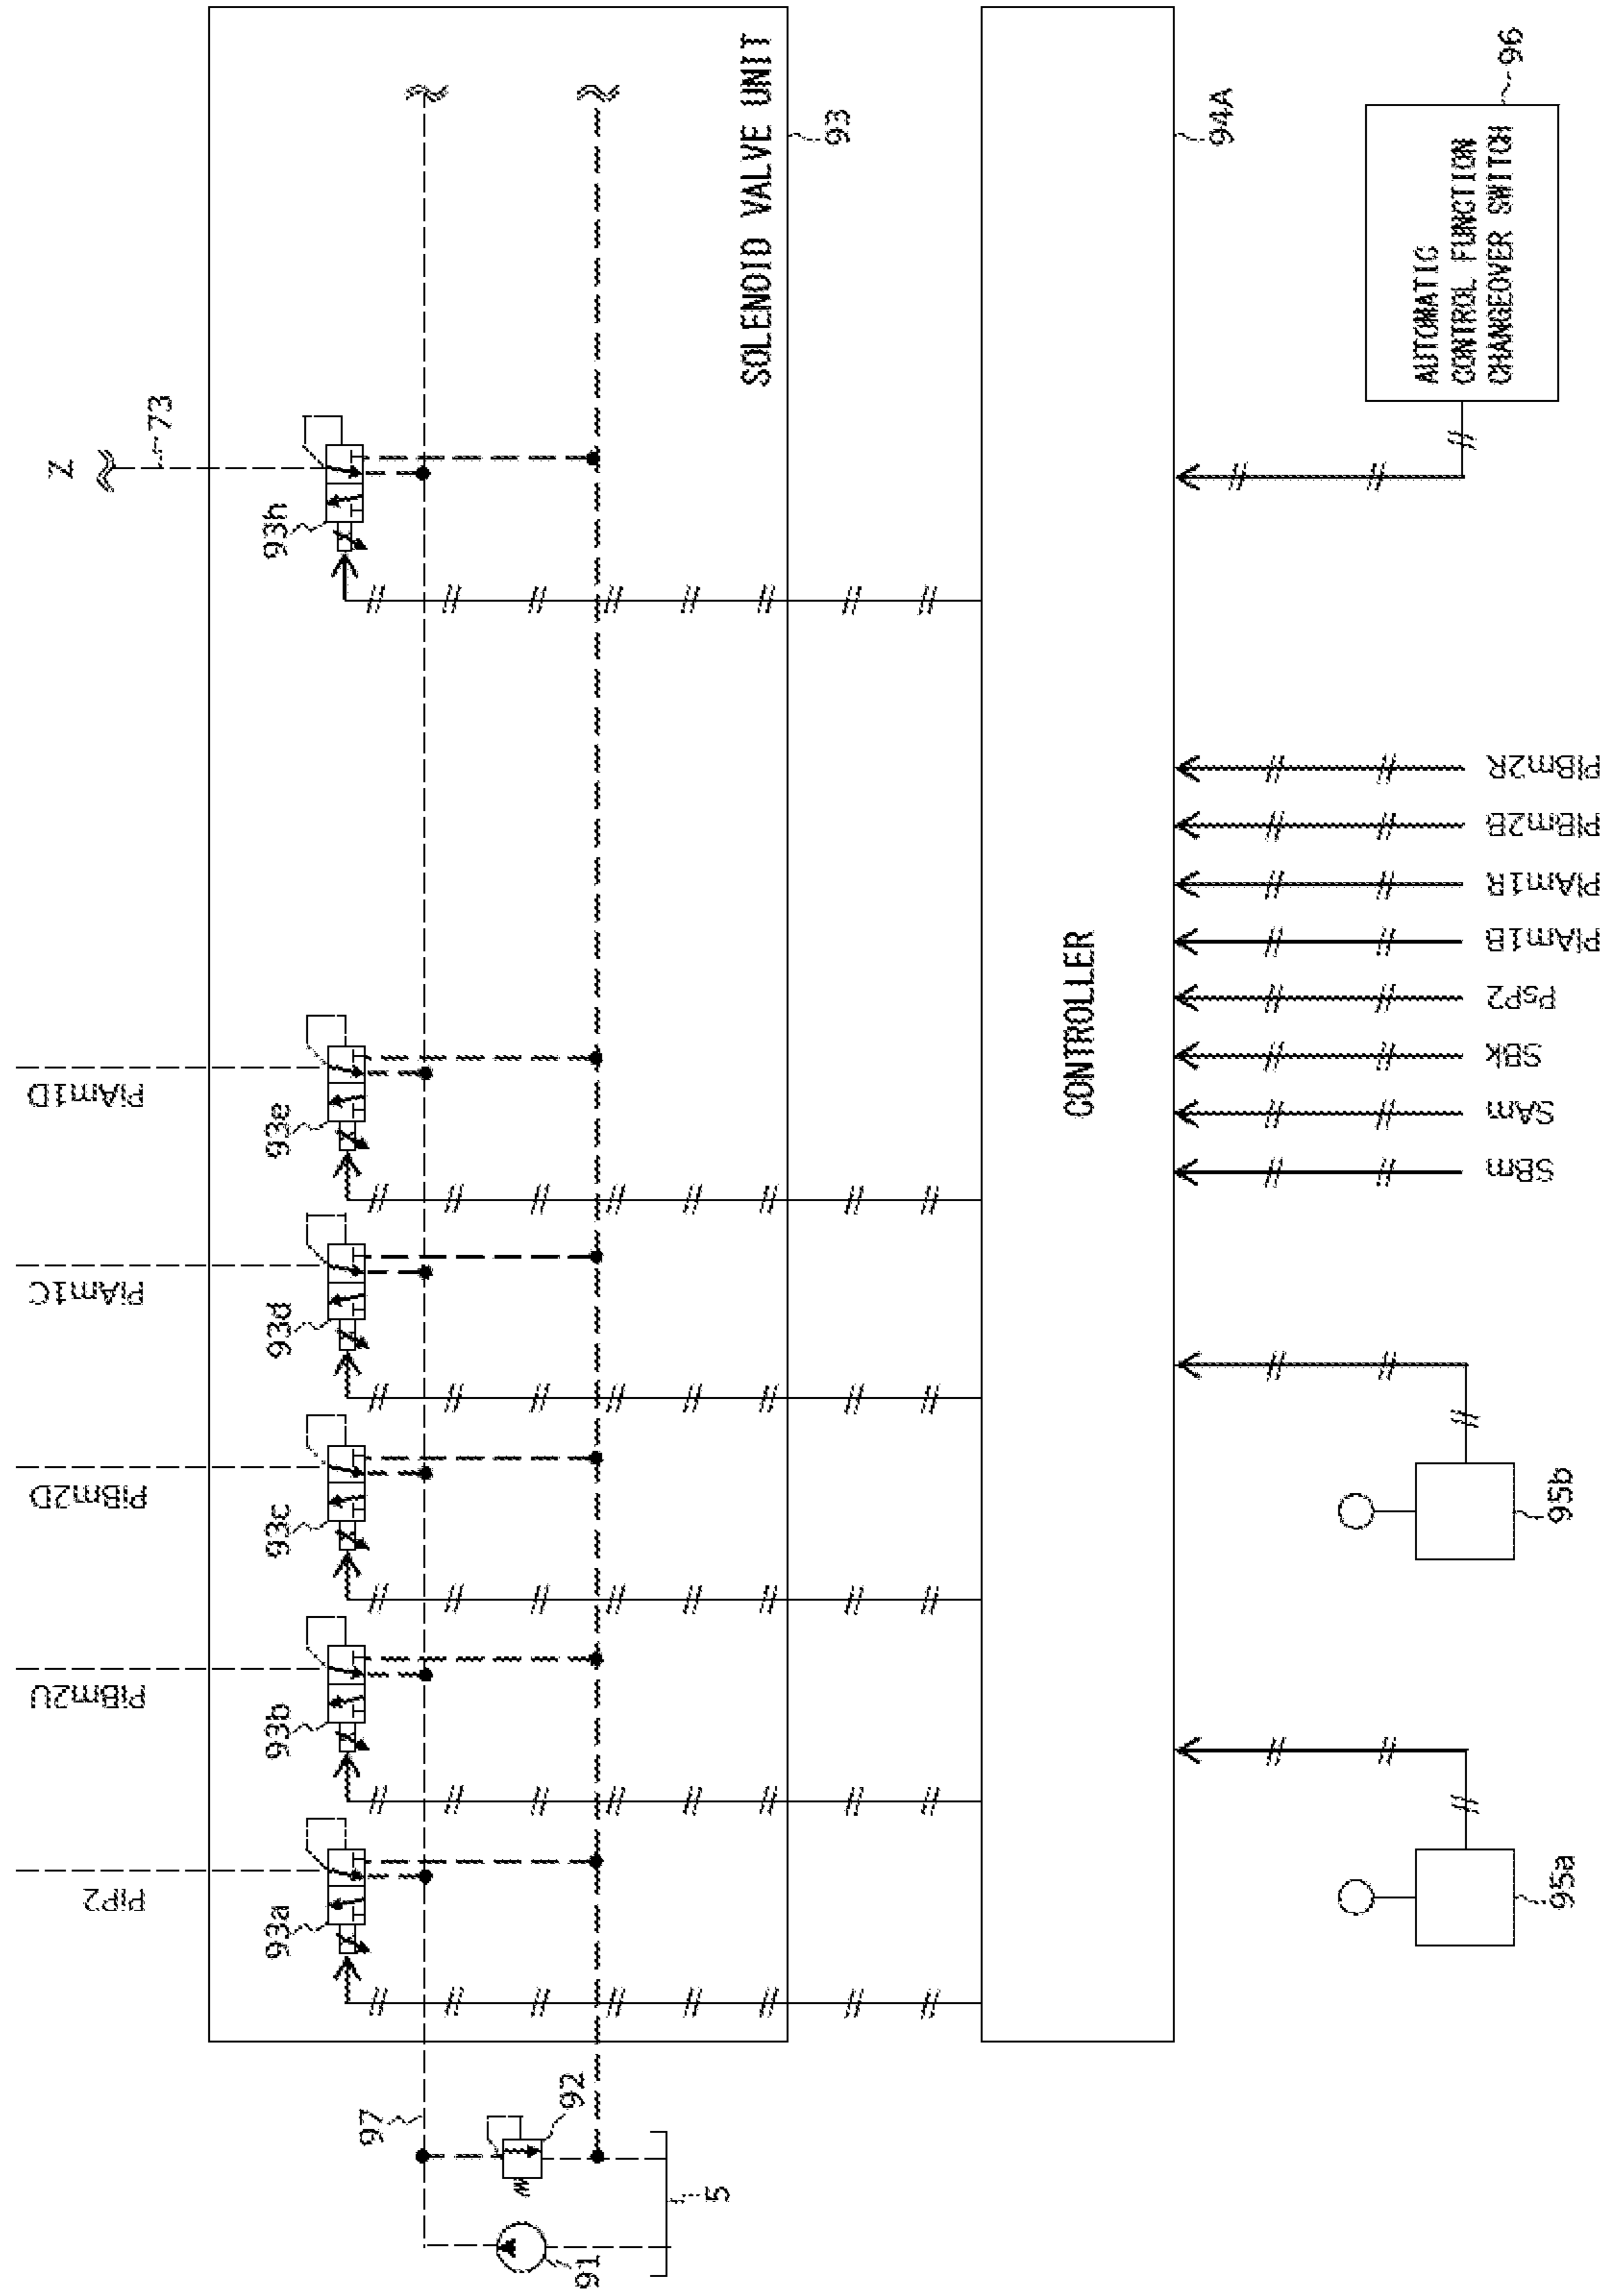 Z
73
PiP2
PiBm2U
PiBm2D
PiAm1C
PiAm1D
93a
93b
93c
93d
93e
93h
SOLENOID VALVE UNIT
93
97
92
91
5
CONTROLLER
94A
SBm
SAm
SBk
PsP2
PiAm1B
PiAm1R
PiBm2B
PiBm2R
95a
95b
AUTOMATIC
CONTROL FUNCTION
CHANGEOVER SWITCH
96